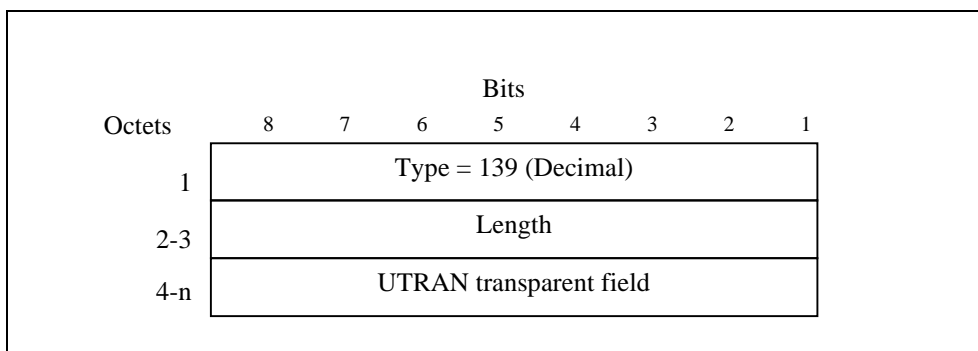 Bits
Octets 8 7 6 5 4 3 2 1
1 Type = 139 (Decimal)
2-3 Length
4-n UTRAN transparent field